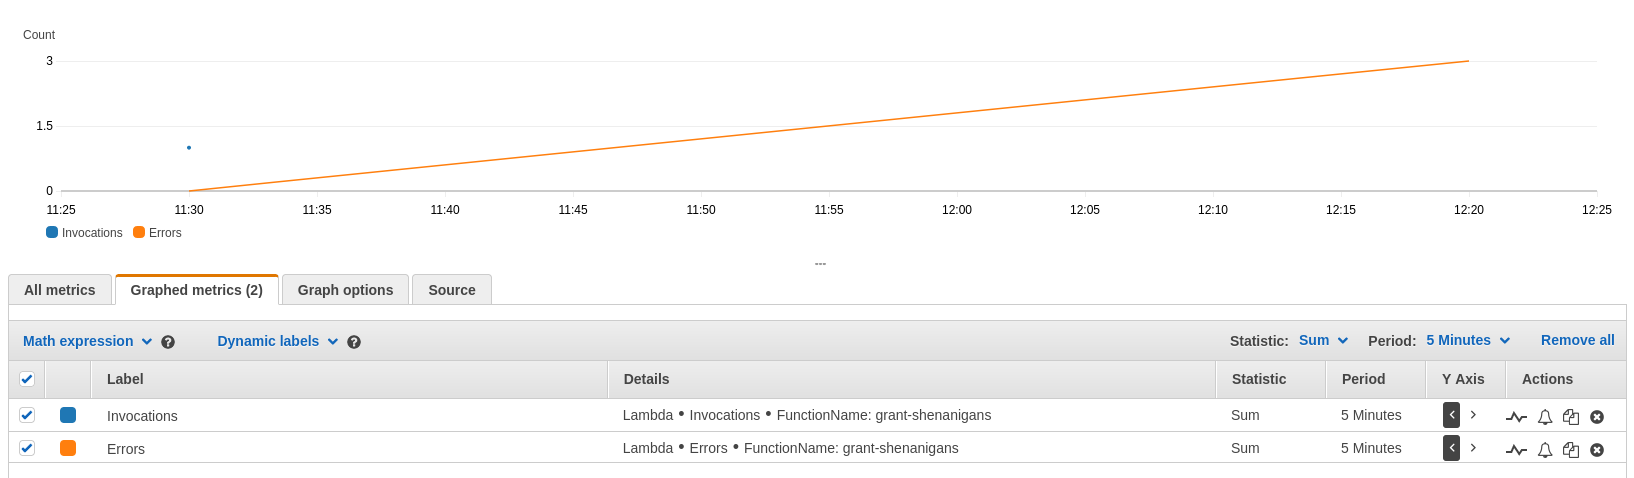 Count
3
1.5
0
11:25 11:30 11:35 11:40 11:45 11:50 11:55 12:00 12:05 12:10 12:15 12:20 12:25
Invocations Errors
All metrics Graphed metrics (2) Graph options Source
Math expression Dynamic labels Statistic: Sum Period: 5 Minutes Remove all
Label Details Statistic Period Y Axis Actions
Invocations Lambda • Invocations • FunctionName: grant-shenanigans Sum 5 Minutes
Errors Lambda • Errors • FunctionName: grant-shenanigans Sum 5 Minutes